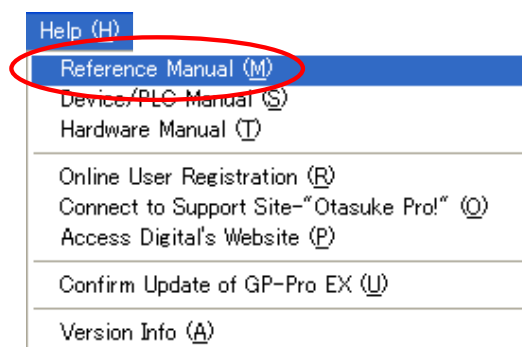 Help (H)
Reference Manual (M)
Device/PLC Manual (S)
Hardware Manual (T)
Online User Registration (R)
Connect to Support Site-"Otasuke Pro!" (O)
Access Digital's Website (P)
Confirm Update of GP-Pro EX (U)
Version Info (A)